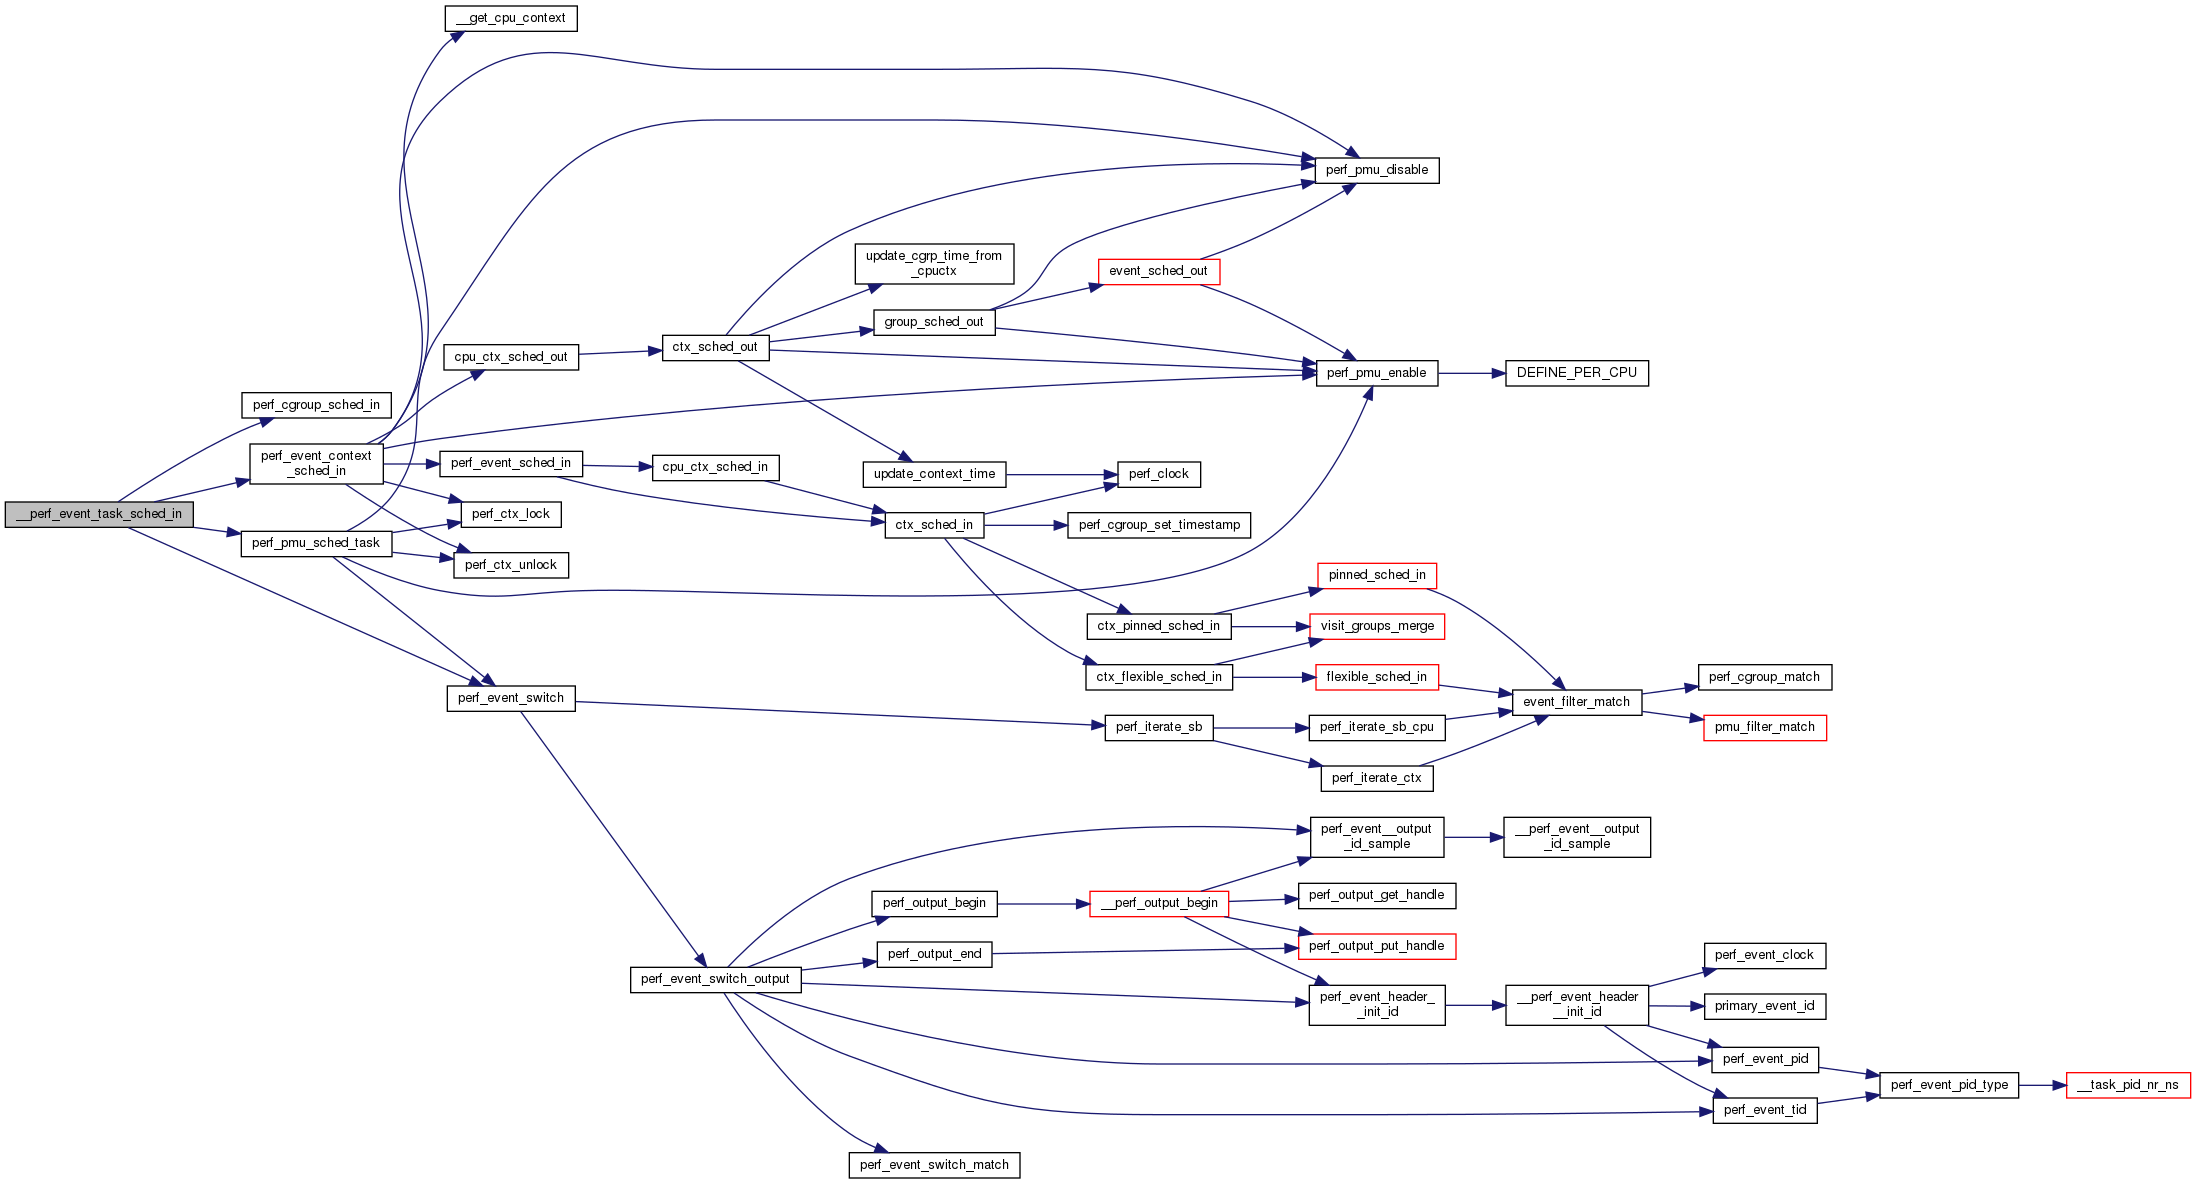 __get_cpu_context
perf_pmu_disable
update_cgrp_time_from
_cpuctx
event_sched_out
group_sched_out
ctx_sched_out
cpu_ctx_sched_out
perf_pmu_enable
DEFINE_PER_CPU
perf_cgroup_sched_in
perf_event_context
_sched_in
perf_event_sched_in
cpu_ctx_sched_in
update_context_time
perf_clock
__perf_event_task_sched_in
perf_ctx_lock
ctx_sched_in
perf_cgroup_set_timestamp
perf_pmu_sched_task
perf_ctx_unlock
pinned_sched_in
ctx_pinned_sched_in
visit_groups_merge
ctx_flexible_sched_in
flexible_sched_in
perf_cgroup_match
perf_event_switch
event_filter_match
perf_iterate_sb
perf_iterate_sb_cpu
pmu_filter_match
perf_iterate_ctx
perf_event__output
_id_sample
__perf_event__output
_id_sample
perf_output_begin
__perf_output_begin
perf_output_get_handle
perf_output_end
perf_output_put_handle
perf_event_clock
perf_event_switch_output
perf_event_header_
_init_id
__perf_event_header
__init_id
primary_event_id
perf_event_pid
perf_event_pid_type
__task_pid_nr_ns
perf_event_tid
perf_event_switch_match